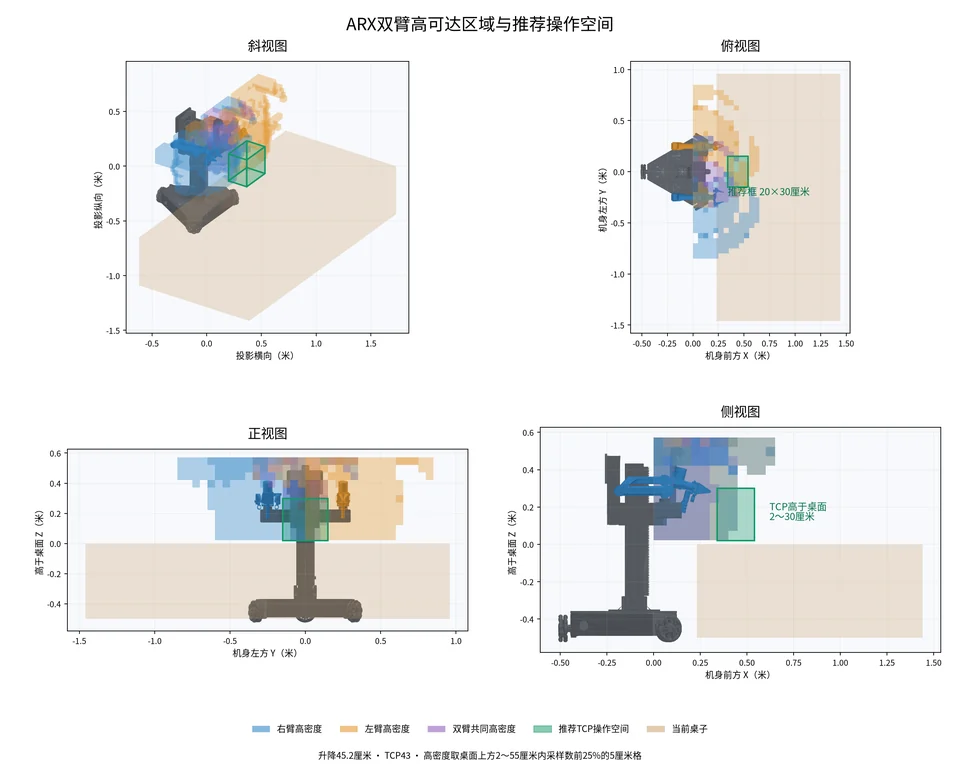 ARX双臂高可达区域与推荐操作空间
斜视图
0.5
0.0
-0.5
-1.0
-1.5
-0.5
0.0
0.5
1.0
1.5
投影横向（米）
投影纵向（米）
俯视图
1.0
0.5
0.0
-0.5
-1.0
-1.5
推荐框 20×30厘米
-0.50
-0.25
0.00
0.25
0.50
0.75
1.00
1.25
1.50
机身前方 X（米）
机身左方 Y（米）
正视图
0.6
0.4
0.2
0.0
-0.2
-0.4
-1.5
-1.0
-0.5
0.0
0.5
1.0
机身左方 Y（米）
高于桌面 Z（米）
侧视图
0.6
0.4
0.2
0.0
-0.2
-0.4
TCP高于桌面
2～30厘米
-0.50
-0.25
0.00
0.25
0.50
0.75
1.00
1.25
1.50
机身前方 X（米）
高于桌面 Z（米）
右臂高密度
左臂高密度
双臂共同高密度
推荐TCP操作空间
当前桌子
升降45.2厘米 · TCP43 · 高密度取桌面上方2～55厘米内采样数前25%的5厘米格